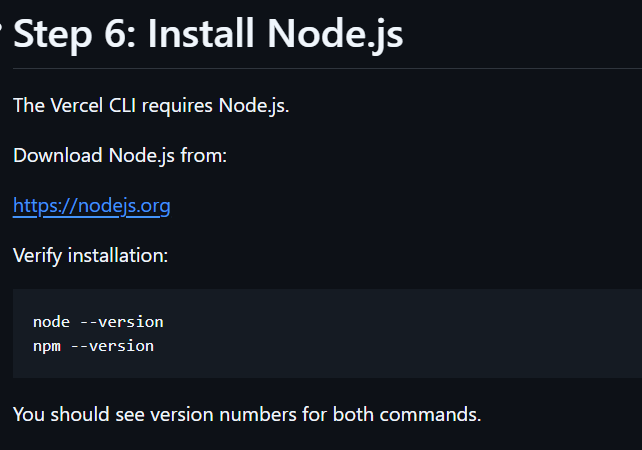 Step 6: Install Node.js
The Vercel CLI requires Node.js.
Download Node.js from:
https://nodejs.org
Verify installation:
node --version
npm --version
You should see version numbers for both commands.